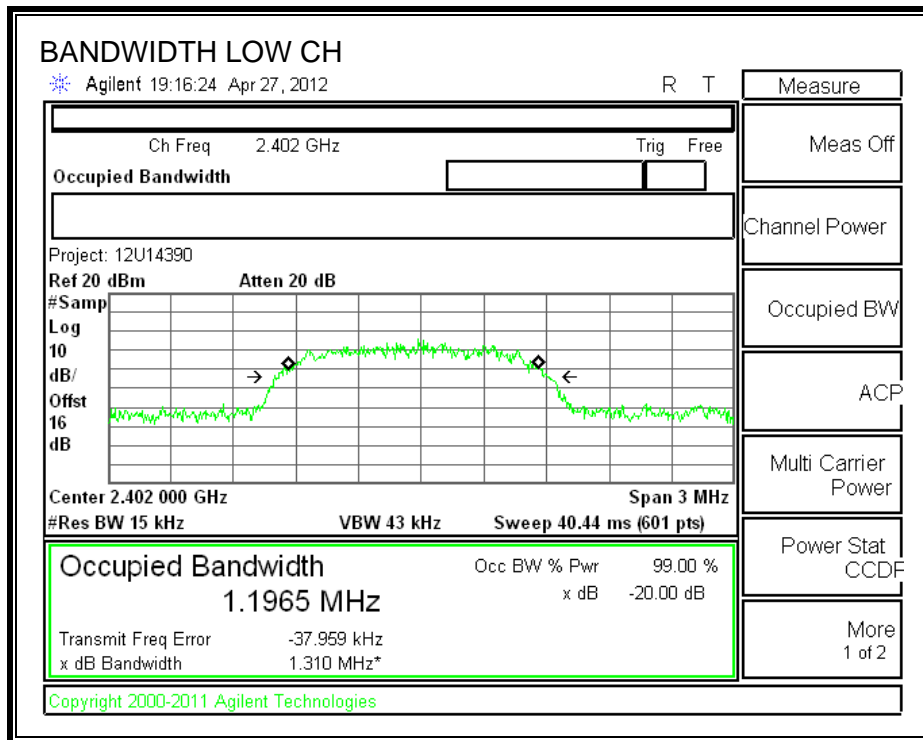 BANDWIDTH LOW CH
Agilent 19:16:24 Apr 27, 2012 R T
Measure
Ch Freq 2.402 GHz Trig Free
Meas Off
Occupied Bandwidth
Channel Power
Project: 12U14390
Ref 20 dBm Atten 20 dB
#Samp
Log
10
dB/
Offst
16
dB
Occupied BW
ACP
Multi Carrier
Power
Center 2.402 000 GHz Span 3 MHz
#Res BW 15 kHz VBW 43 kHz Sweep 40.44 ms (601 pts)
Power Stat
CCDF
Occupied Bandwidth Occ BW % Pwr 99.00 %
1.1965 MHz x dB -20.00 dB
Transmit Freq Error -37.959 kHz
x dB Bandwidth 1.310 MHz*
More
1 of 2
Copyright 2000-2011 Agilent Technologies